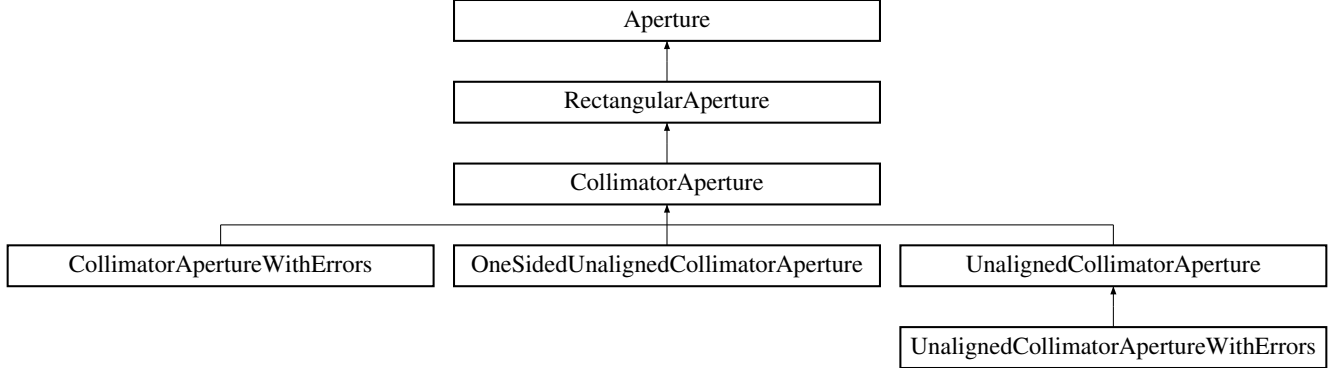 Aperture
RectangularAperture
CollimatorAperture
CollimatorApertureWithErrors
OneSidedUnalignedCollimatorAperture
UnalignedCollimatorAperture
UnalignedCollimatorApertureWithErrors